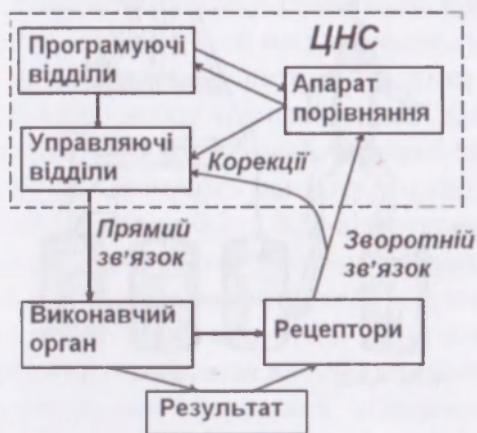 ЦНС
Програмуючі
відділи
Апарат
порівняння
Управляючі
відділи
Корекції
Прямий
зв'язок
Зворотній
зв'язок
Виконавчий
орган
Рецептори
Результат